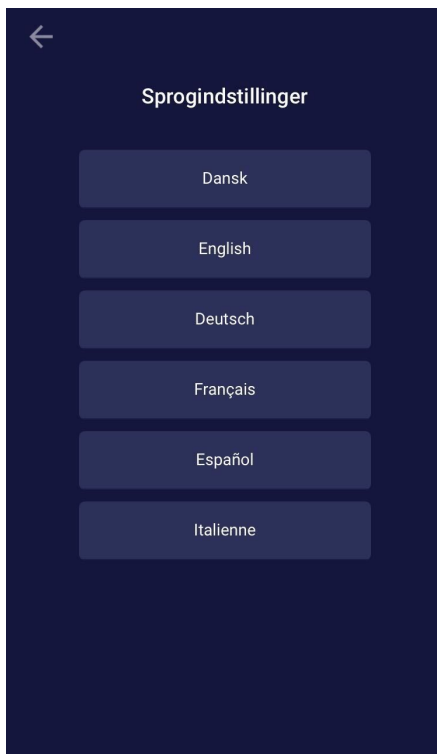 Sprogindstillinger
Dansk
English
Deutsch
Français
Español
Italienne